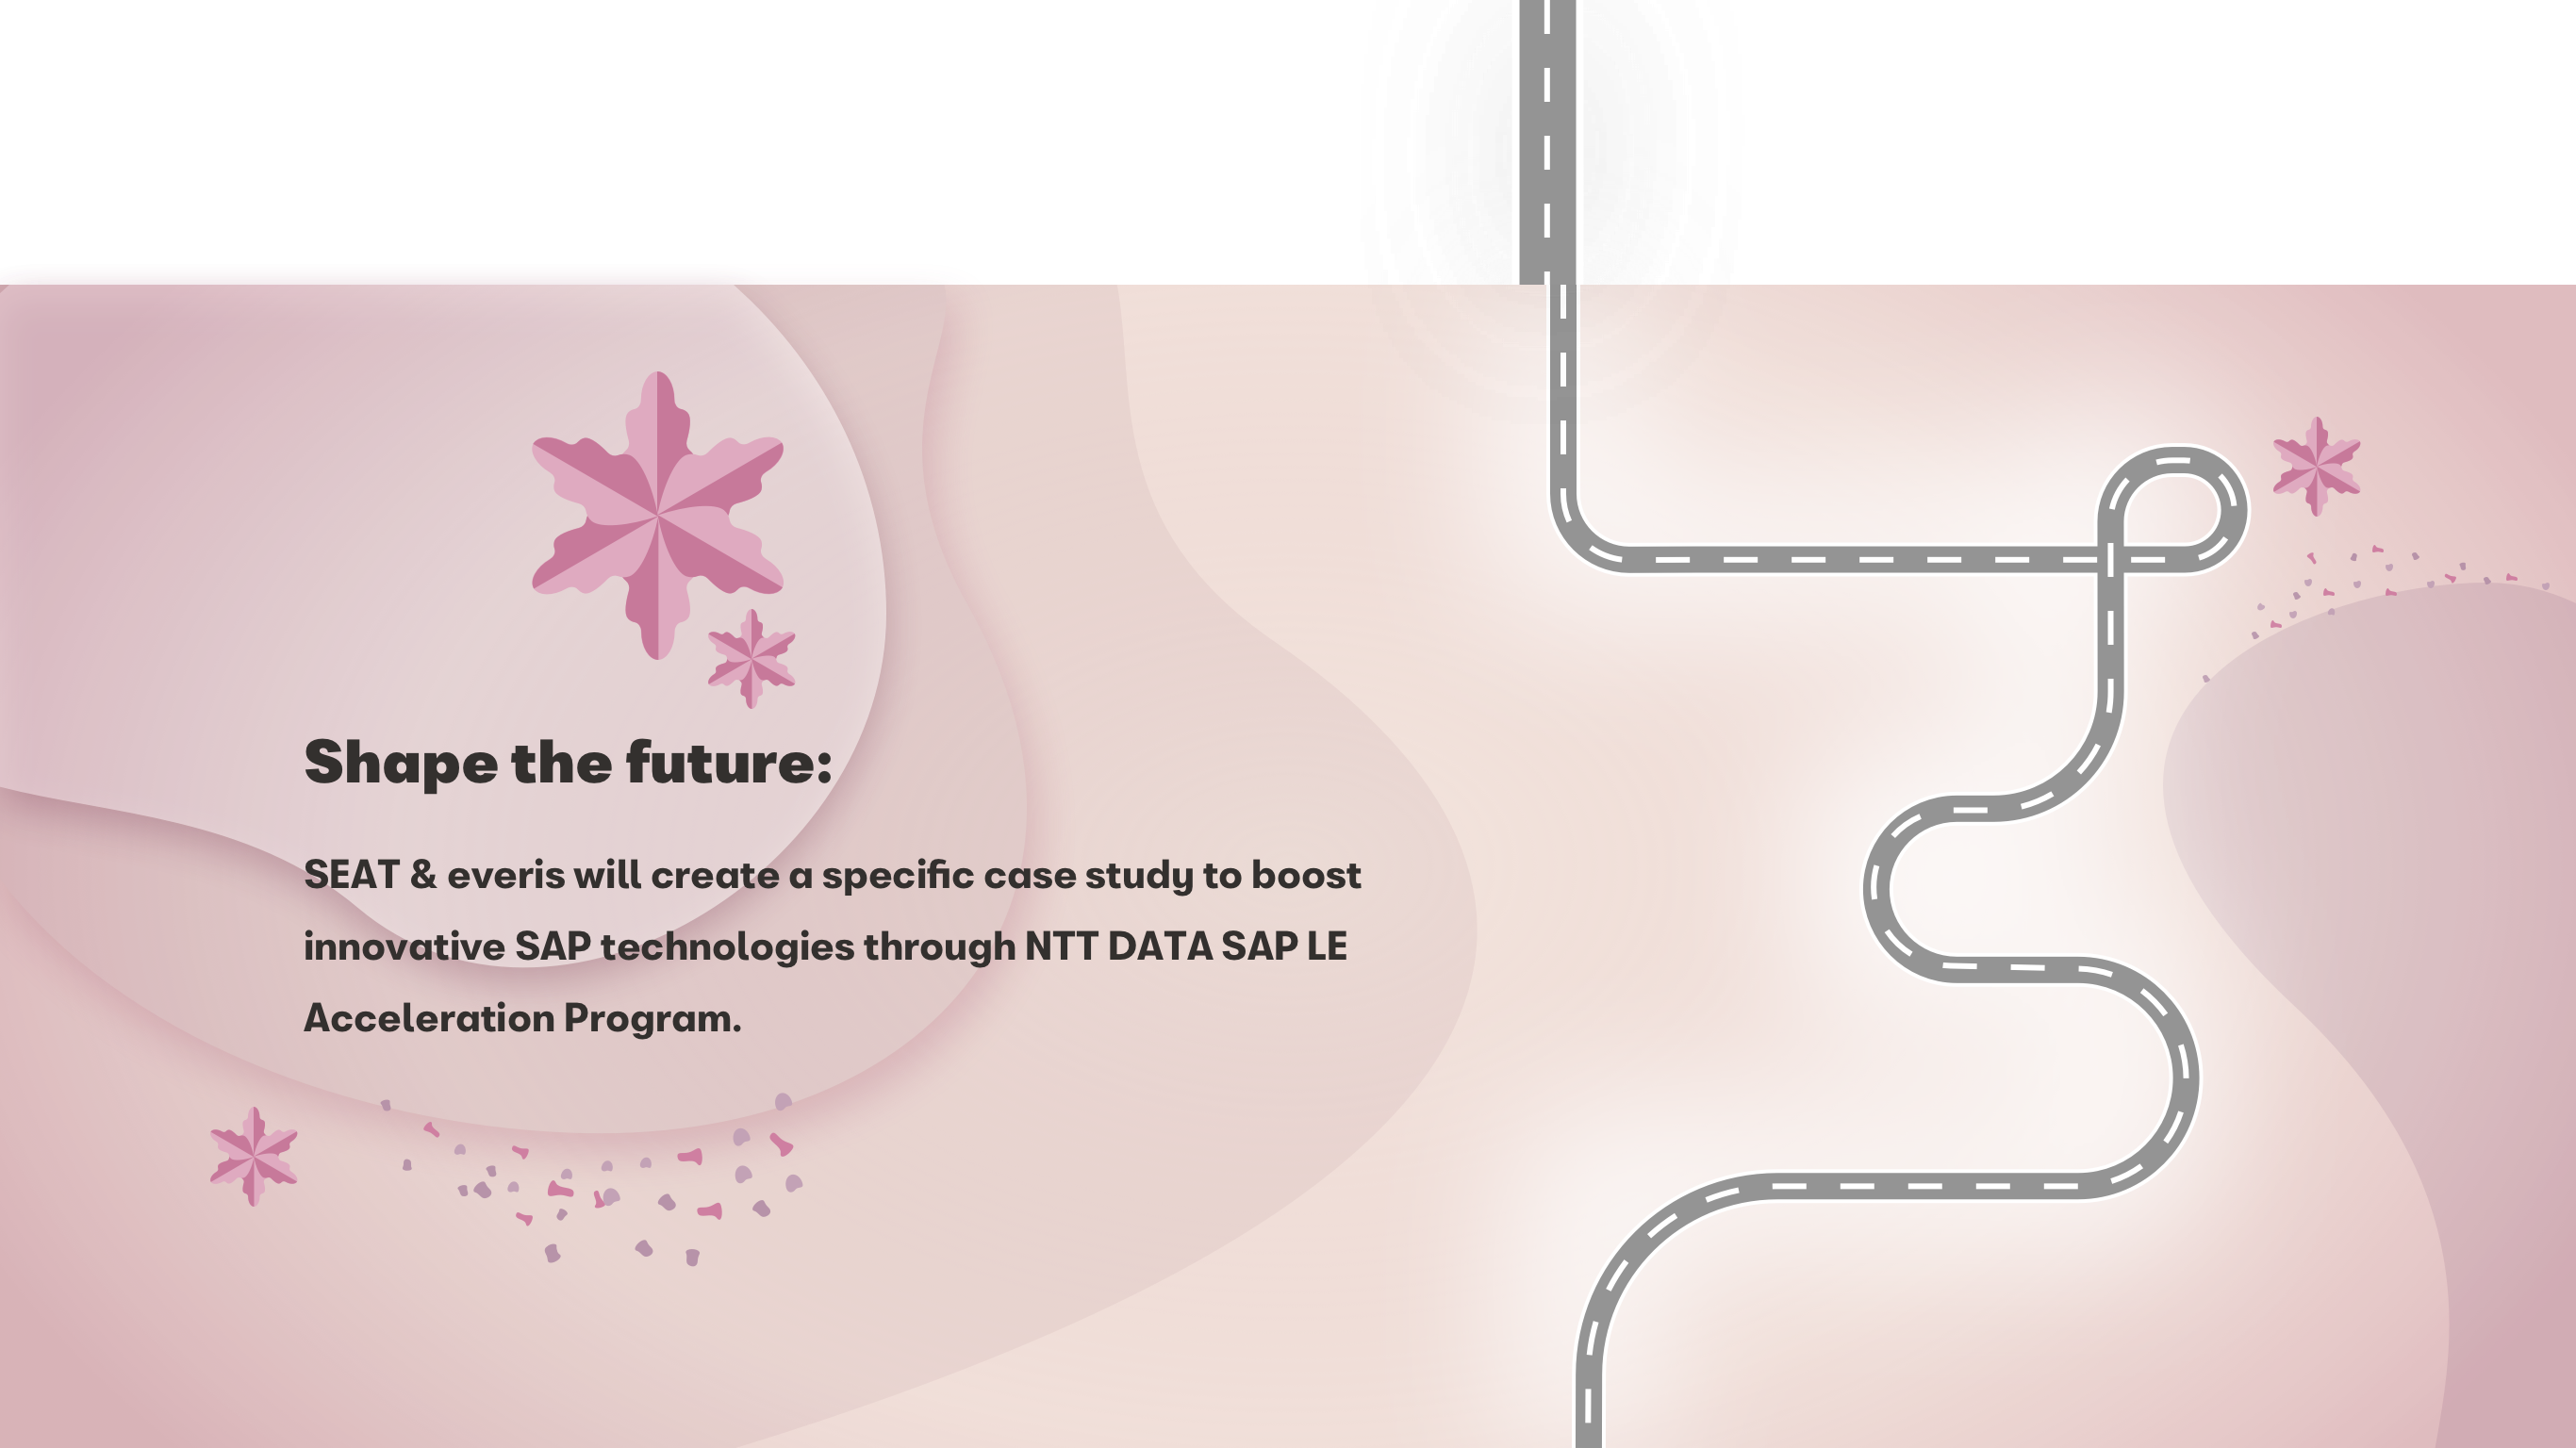 Shape the future:
SEAT & everis will create a specific case study to boost
innovative SAP technologies through NTT DATA SAP LE
Acceleration Program.